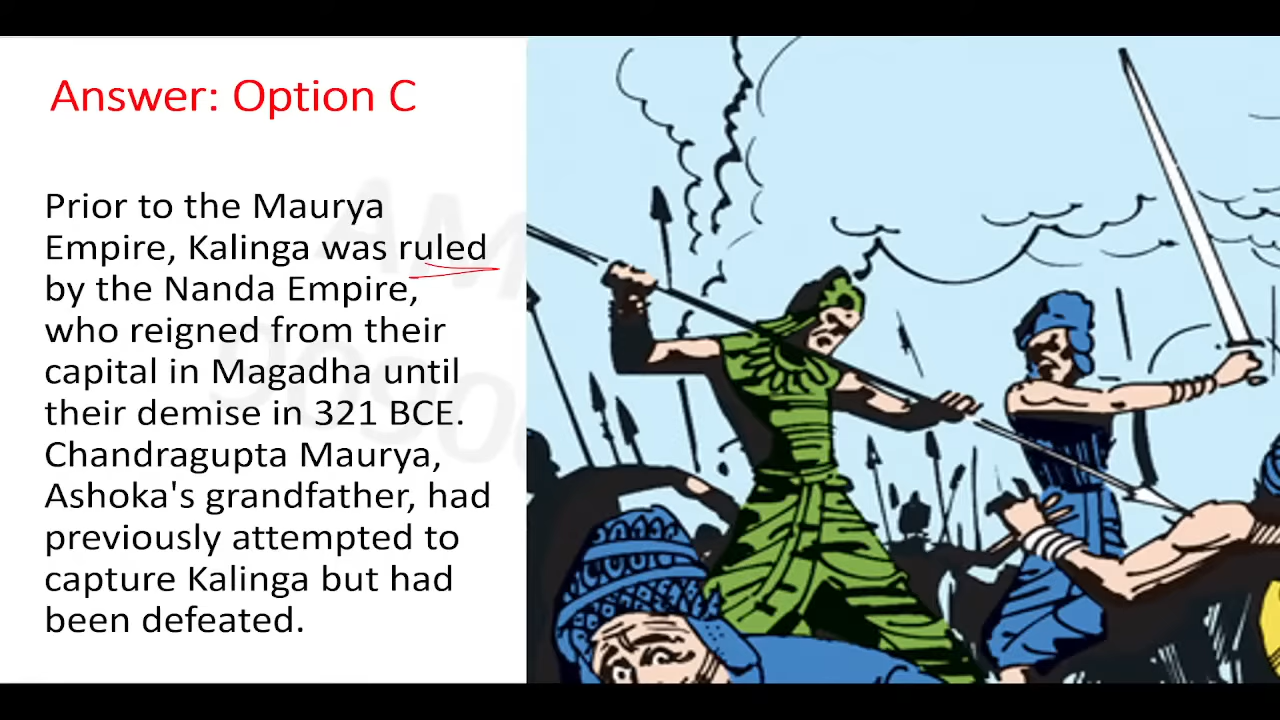 Answer: Option C
Prior to the Maurya
Empire, Kalinga was ruled
by the Nanda Empire,
who reigned from their
capital in Magadha until
their demise in 321 BCE.
Chandragupta Maurya,
Ashoka's grandfather, had
previously attempted to
capture Kalinga but had
been defeated.